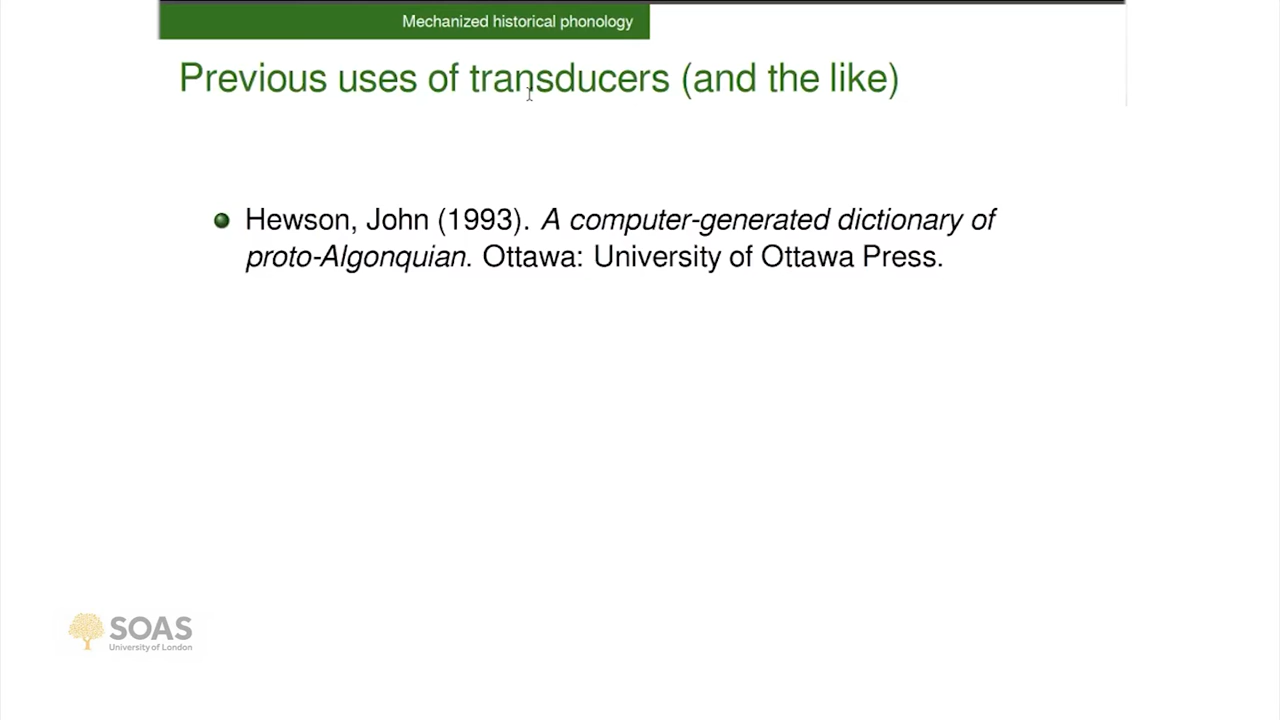 Mechanized historical phonology
Previous uses of transducers (and the like)
Hewson, John (1993). A computer-generated dictionary of
proto-Algonquian. Ottawa: University of Ottawa Press.
SOAS
University of London